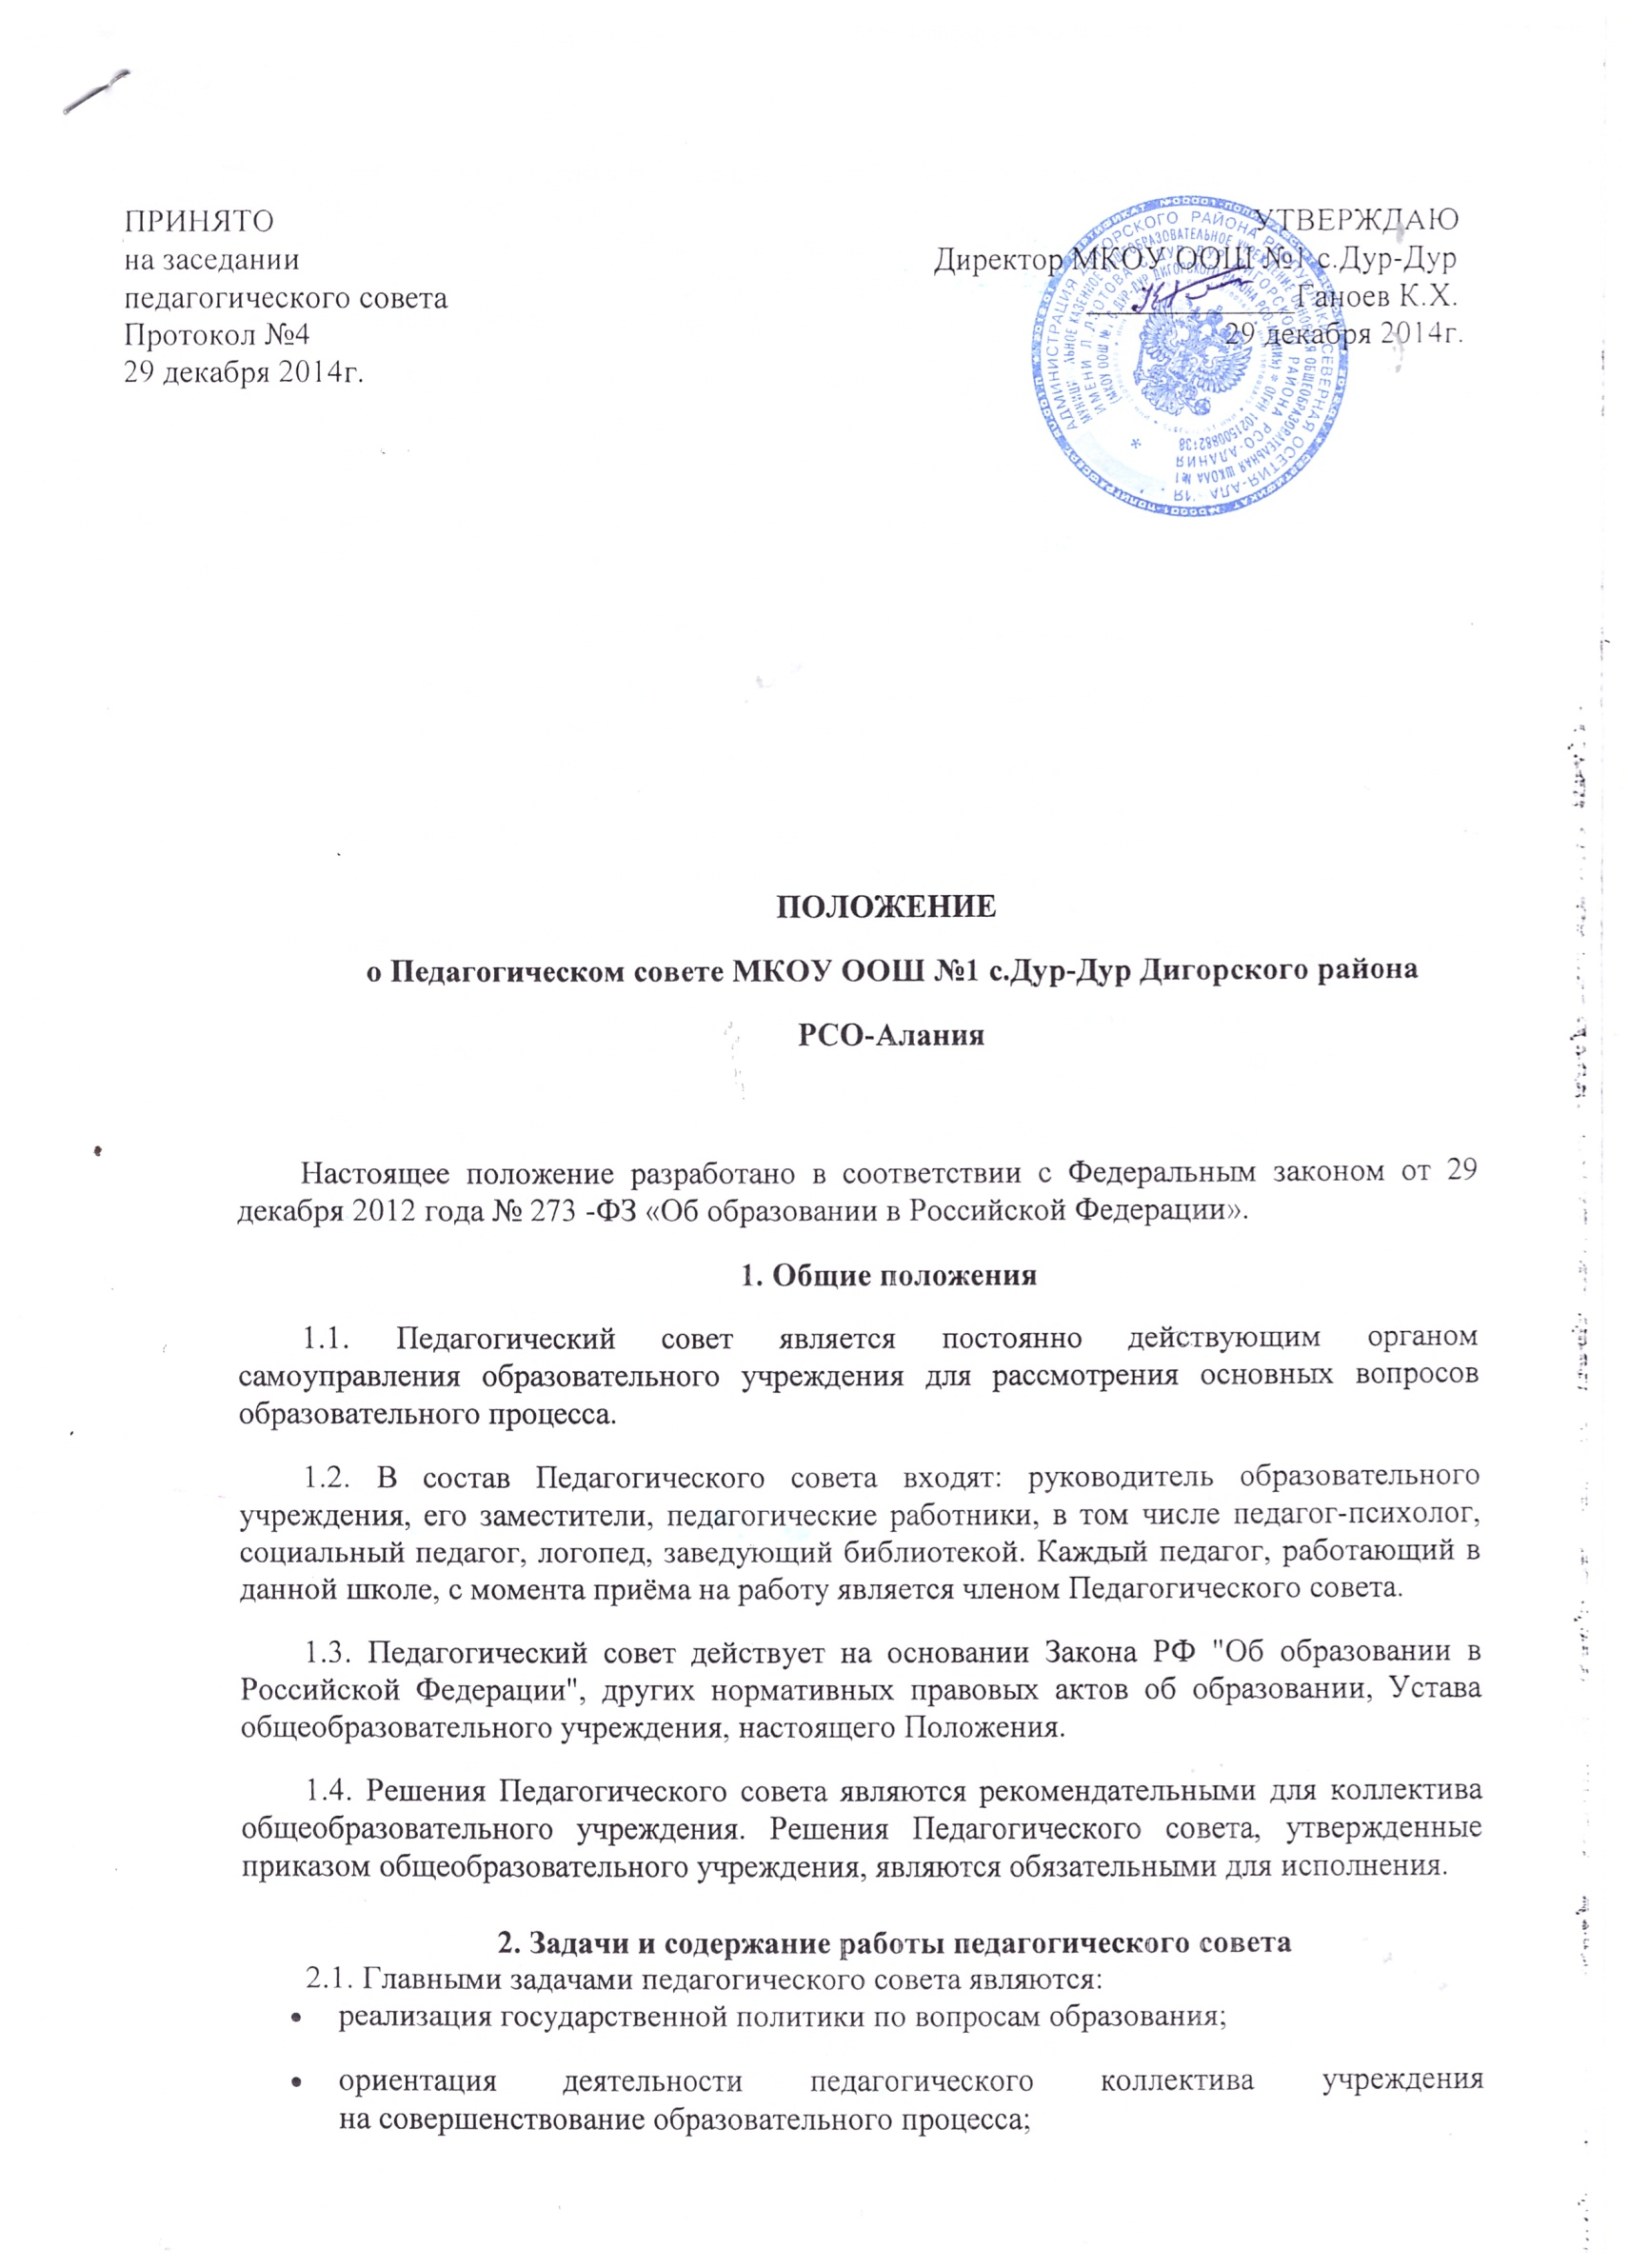 ПРИНЯТО
на заседании
педагогического совета
Протокол №4
29 декабря 2014г.
УТВЕРЖДАЮ
Директор МКОУ ООШ №1 с.Дур-Дур
Ганоев К.Х.
29 декабря 2014г.
ПОЛОЖЕНИЕ
о Педагогическом совете МКОУ ООШ №1 с.Дур-Дур Дигорского района
РСО-Алания
Настоящее положение разработано в соответствии с Федеральным законом от 29
декабря 2012 года № 273 -ФЗ «Об образовании в Российской Федерации».
1. Общие положения
1.1. Педагогический совет является постоянно действующим органом
самоуправления образовательного учреждения для рассмотрения основных вопросов
образовательного процесса.
1.2. В состав Педагогического совета входят: руководитель образовательного
учреждения, его заместители, педагогические работники, в том числе педагог-психолог,
социальный педагог, логопед, заведующий библиотекой. Каждый педагог, работающий в
данной школе, с момента приёма на работу является членом Педагогического совета.
1.3. Педагогический совет действует на основании Закона РФ "Об образовании в
Российской Федерации", других нормативных правовых актов об образовании, Устава
общеобразовательного учреждения, настоящего Положения.
1.4. Решения Педагогического совета являются рекомендательными для коллектива
общеобразовательного учреждения. Решения Педагогического совета, утвержденные
приказом общеобразовательного учреждения, являются обязательными для исполнения.
2. Задачи и содержание работы педагогического совета
2.1. Главными задачами педагогического совета являются:
• реализация государственной политики по вопросам образования;
• ориентация деятельности педагогического коллектива учреждения
на совершенствование образовательного процесса;